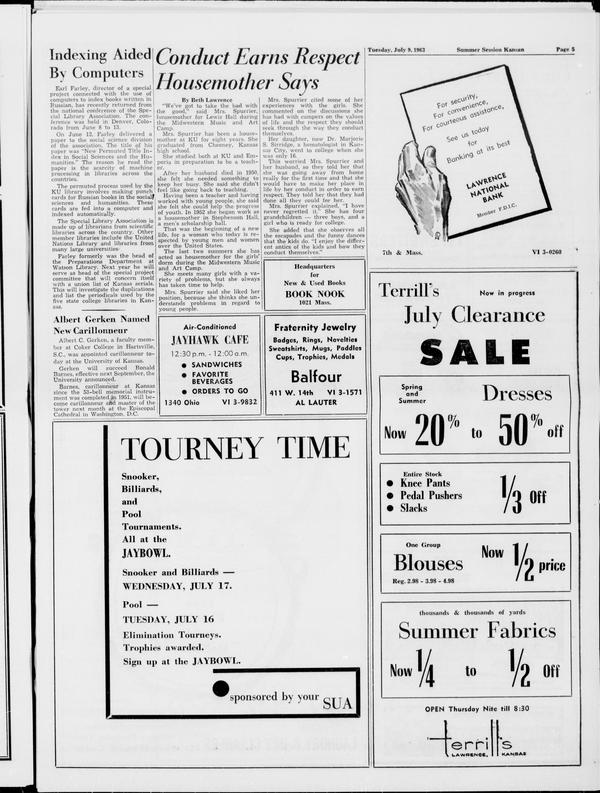 Tuesday, July 9, 1963 Summer Session Kansan Page 5
Indexing Aided
By Computers
Earl Farley, director of a special
project connected with the use of
computers to index books written in
Russian, has recently returned from
the national conference of the Spe-
cial Library Association. The con-
ference was held in Denver, Colo-
rado from June 8 to 13.
On June 12, Farley delivered a
paper to the social science division
of the association. The title of his
paper was "New Permuted Title In-
dex in Social Sciences and the Hu-
manities." The reason he read the
paper is the scarcity of material
processing in libraries across the
countries.
The permuted process used by the
KU library involves making punch
cards for Russian books in the social
sciences and humanities. These
cards are fed into a computer and
indexed automatically.
The Special Library Association is
made up of librarians from scientific
libraries across the country. Other
member libraries include the United
Nations Library and libraries from
many large universities.
Farley formerly was the head of
the Preparations Department at
Watson Library. Next year he will
serve as head of the special project
committee that will concern itself
with a union list of Kansas serials.
This will investigate the duplications
and list the periodicals used by the
five state college libraries in Kan-
sas.
Albert Gerken Named
New Carillonneur
Albert C. Gerken, a faculty mem-
ber at Coker College in Hartsville,
S.C., was appointed carillonneur to-
day at the University of Kansas.
Gerken will succeed Ronald
Barnes, effective next September, the
University announced.
Barnes, carillonneur at Kansas
since the 53-bell memorial instru-
ment was completed in 1951, will be-
come carillonneur and master of the
tower next month at the Episcopal
Cathedral in Washington, D.C.
Conduct Earns Respect
Housemother Says
By Beth Lawrence
"We've got to take the bad with
the good," said Mrs. Spurrier,
housemother for Lewis Hall during
the Midwestern Music and Art
Camp.
Mrs. Spurrier has been a house-
mother at KU for eight years. She
graduated from Chamey, Kansas
high school.
She studied both at KU and Em-
poria in preparation to be a teach-
er.
After her husband died in 1950,
she felt she needed something to
keep her busy. She said she didn't
feel like going back to teaching.
Having been a teacher and having
worked with young people, she said
she felt she could help the progress
of youth. In 1952 she began work as
a housemother in Stephenson Hall,
a men's scholarship hall.
That was the beginning of a new
life, for a woman who today is re-
spected by young men and women
over the United States.
The last two summers she has
acted as housemother for the girls'
dorm during the Midwestern Music
and Art Camp.
She meets many girls with a va-
riety of problems, but she always
has taken time to help.
Mrs. Spurrier said she liked her
position, because she thinks she un-
derstands problems in regard to
young people.
Mrs. Spurrier cited some of her
experiences with the girls. She
commented on the discussions she
has had with campers on the values
of life and the respect they should
seek through the way they conduct
themselves.
Her daughter, now Dr. Marjorie
S. Sirridge, a hematologist in Kan-
sas City, went to college when she
was only 16.
This worried Mrs. Spurrier and
her husband, so they told her that
she was going away from home
really for the first time and that she
would have to make her place in
life by her conduct in order to earn
respect. They told her that they had
done all they could for her.
Mrs. Spurrier explained, "I have
never regretted it." She has four
grandchildren — three boys, and a
girl who is ready for college.
She added that she observes all
the escapades and the funny dances
that the kids do. "I enjoy the differ-
ent antics of the kids and how they
conduct themselves."
Headquarters
for
New & Used Books
BOOK NOOK
1021 Mass.
Air-Conditioned
JAYHAWK CAFE
12:30 p.m. - 12:00 a.m.
● SANDWICHES
● FAVORITE
BEVERAGES
● ORDERS TO GO
1340 Ohio VI 3-9832
Fraternity Jewelry
Badges, Rings, Novelties
Sweatshirts, Mugs, Paddles
Cups, Trophies, Medals
Balfour
411 W. 14th VI 3-1571
AL LAUTER
TOURNEY TIME
Snooker,
Billiards,
and
Pool
Tournaments.
All at the
JAYBOWL.
Snooker and Billiards —
WEDNESDAY, JULY 17.
Pool —
TUESDAY, JULY 16
Elimination Tourneys.
Trophies awarded.
Sign up at the JAYBOWL.
sponsored by your SUA
For security,
For convenience,
For courteous assistance,
See us today
for
Banking at its best
LAWRENCE
NATIONAL
BANK
Member F.D.I.C.
7th & Mass. VI 3-0260
Terrill's Now in progress
July Clearance
SALE
Spring
and
Summer
Dresses
Now 20% to 50% off
Entire Stock
● Knee Pants
● Pedal Pushers
● Slacks
1/3 Off
One Group
Blouses
Reg. 2.98 - 3.98 - 4.98
Now 1/2 price
thousands & thousands of yards
Summer Fabrics
Now 1/4 to 1/2 Off
OPEN Thursday Nite till 8:30
terrill's
LAWRENCE, KANSAS